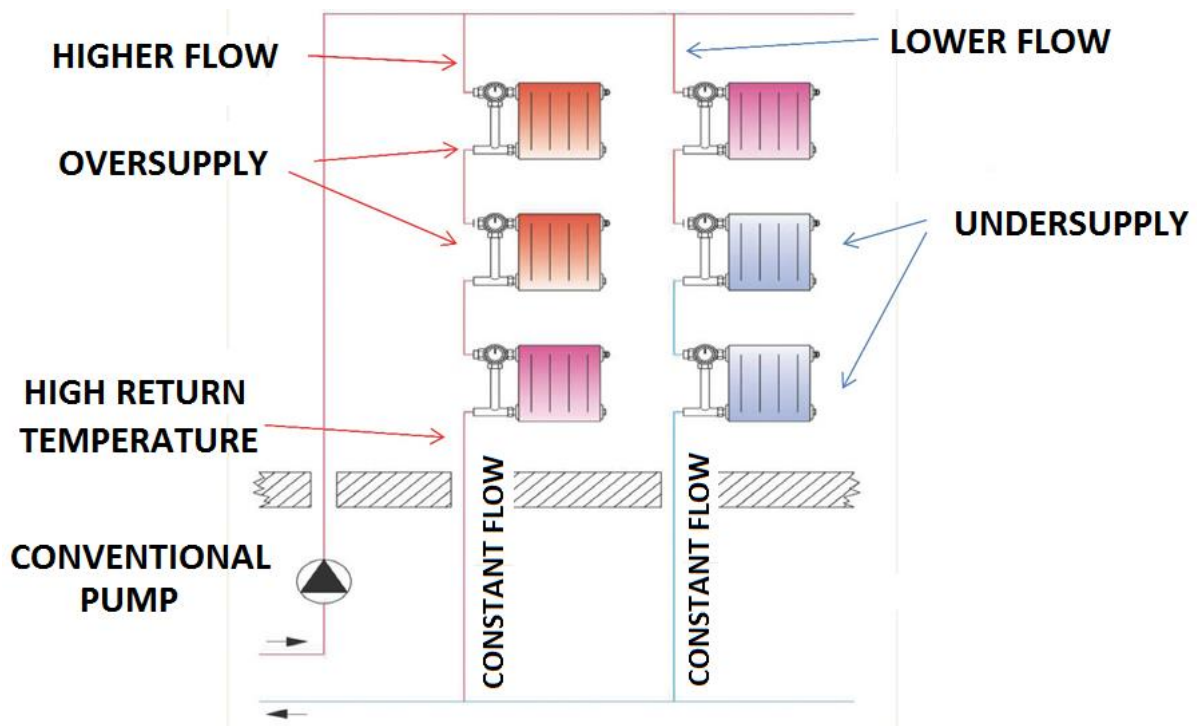 HIGHER FLOW
LOWER FLOW
OVERSUPPLY
UNDERSUPPLY
HIGH RETURN
TEMPERATURE
CONVENTIONAL
PUMP
CONSTANT FLOW
CONSTANT FLOW